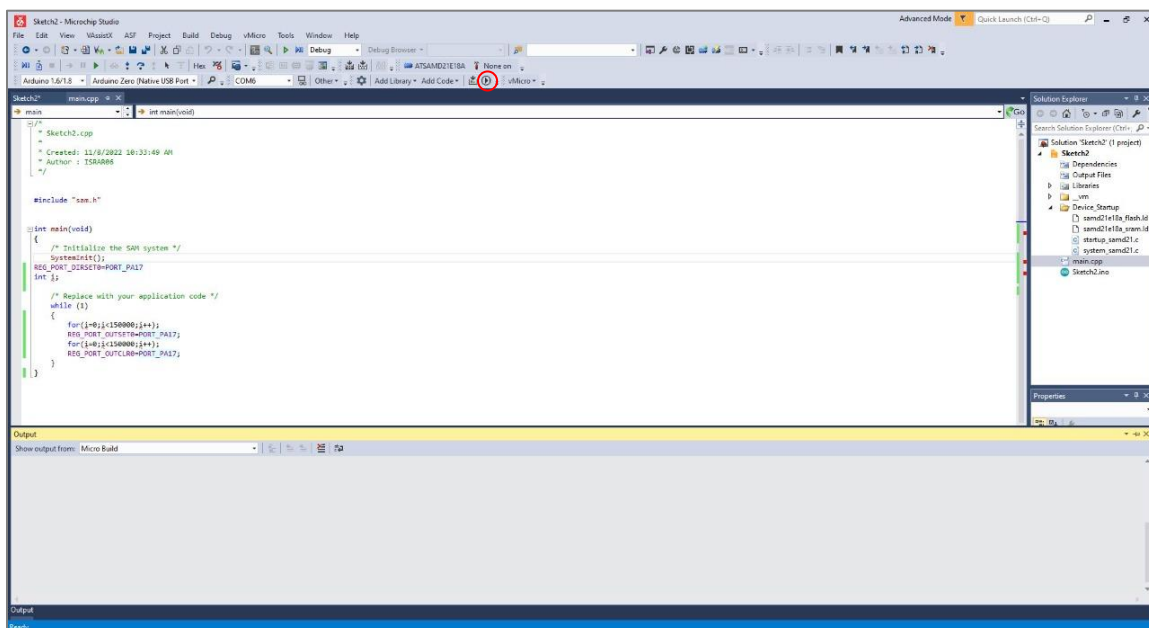 Sketch2 - Microchip Studio
Advanced Mode
Quick Launch (Ctrl+Q)
File Edit View VAssistX ASF Project Build Debug vMicro Tools Window Help
Debug
Debug Browser
Hex
ATSAMD21E18A
None on
Arduino 1.6/1.8
Arduino Zero (Native USB Port
COM6
Other
Add Library
Add Code
vMicro
Sketch2*
main.cpp
main
int main(void)
Go
/*
* Sketch2.cpp
*
* Created: 11/8/2022 10:33:49 AM
* Author : ISRAR06
*/
#include "sam.h"
int main(void)
{
/* Initialize the SAM system */
SystemInit();
REG_PORT_DIRSET0=PORT_PA17
int i;
/* Replace with your application code */
while (1)
{
for(i=0;i<150000;i++);
REG_PORT_OUTSET0=PORT_PA17;
for(i=0;i<150000;i++);
REG_PORT_OUTCLR0=PORT_PA17;
}
}
Solution Explorer
Search Solution Explorer (Ctrl+
Solution 'Sketch2' (1 project)
Sketch2
Dependencies
Output Files
Libraries
_vm
Device_Startup
samd21e18a_flash.ld
samd21e18a_sram.ld
startup_samd21.c
system_samd21.c
main.cpp
Sketch2.ino
Properties
Output
Show output from: Micro Build
Output
Ready